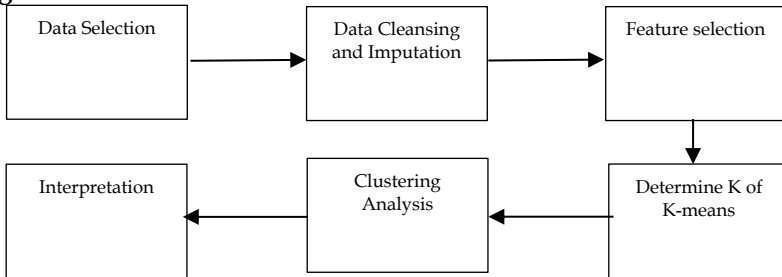 Data Selection
Data Cleansing
and Imputation
Feature selection
Determine K of
K-means
Clustering
Analysis
Interpretation